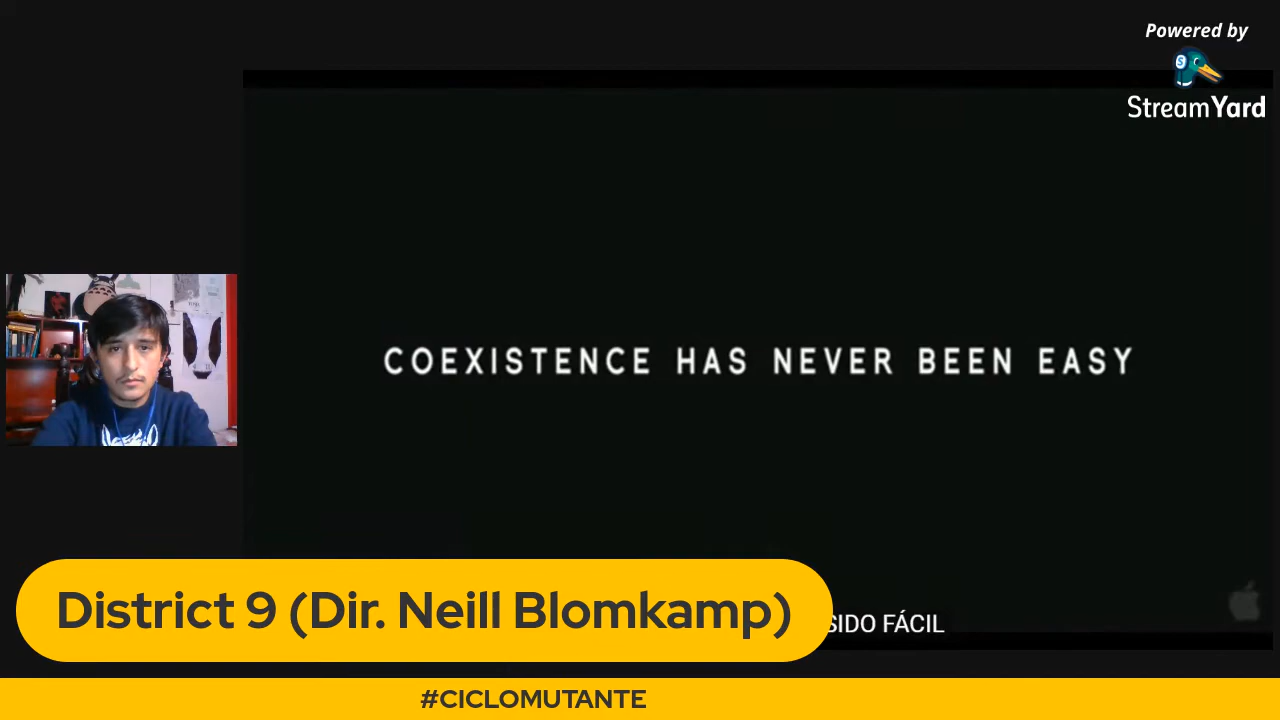 Powered by
StreamYard
COEXISTENCE HAS NEVER BEEN EASY
SIDO FÁCIL
District 9 (Dir. Neill Blomkamp)
#CICLOMUTANTE